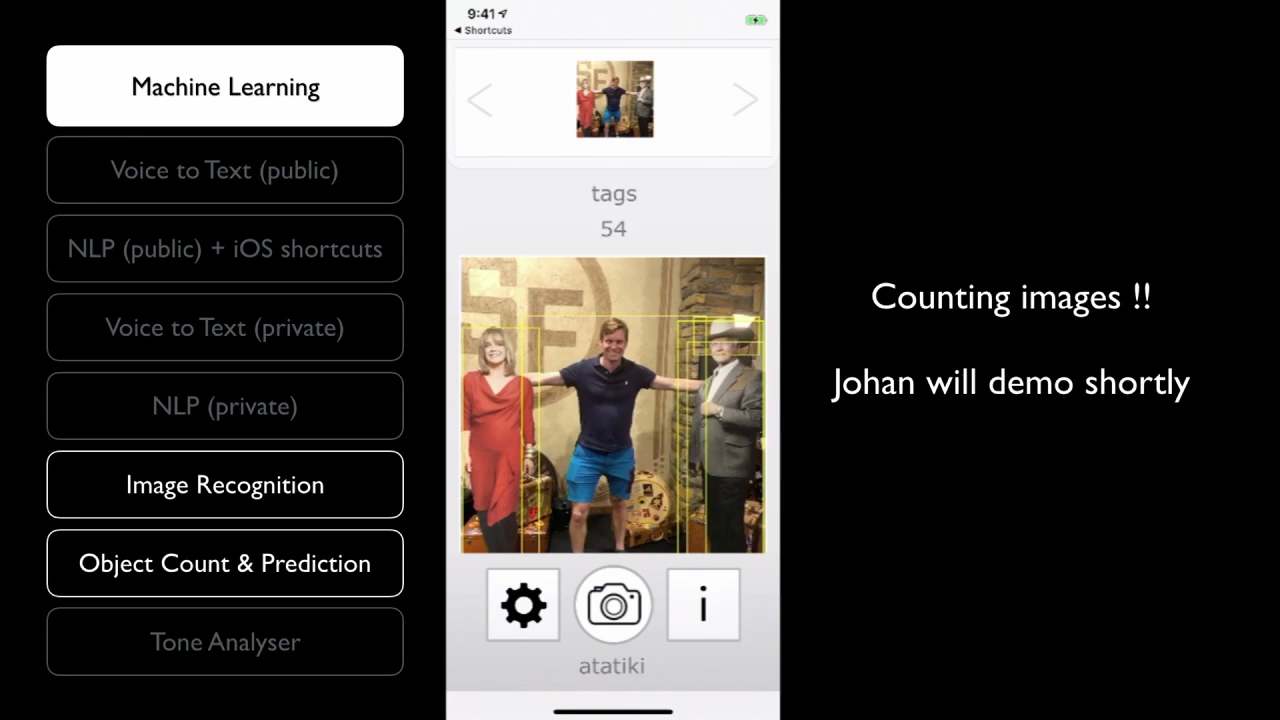 Machine Learning
Voice to Text (public)
NLP (public) + iOS shortcuts
Voice to Text (private)
NLP (private)
Image Recognition
Object Count & Prediction
Tone Analyser
9:41
Shortcuts
tags
54
SF
i
atatiki
Counting images !!
Johan will demo shortly